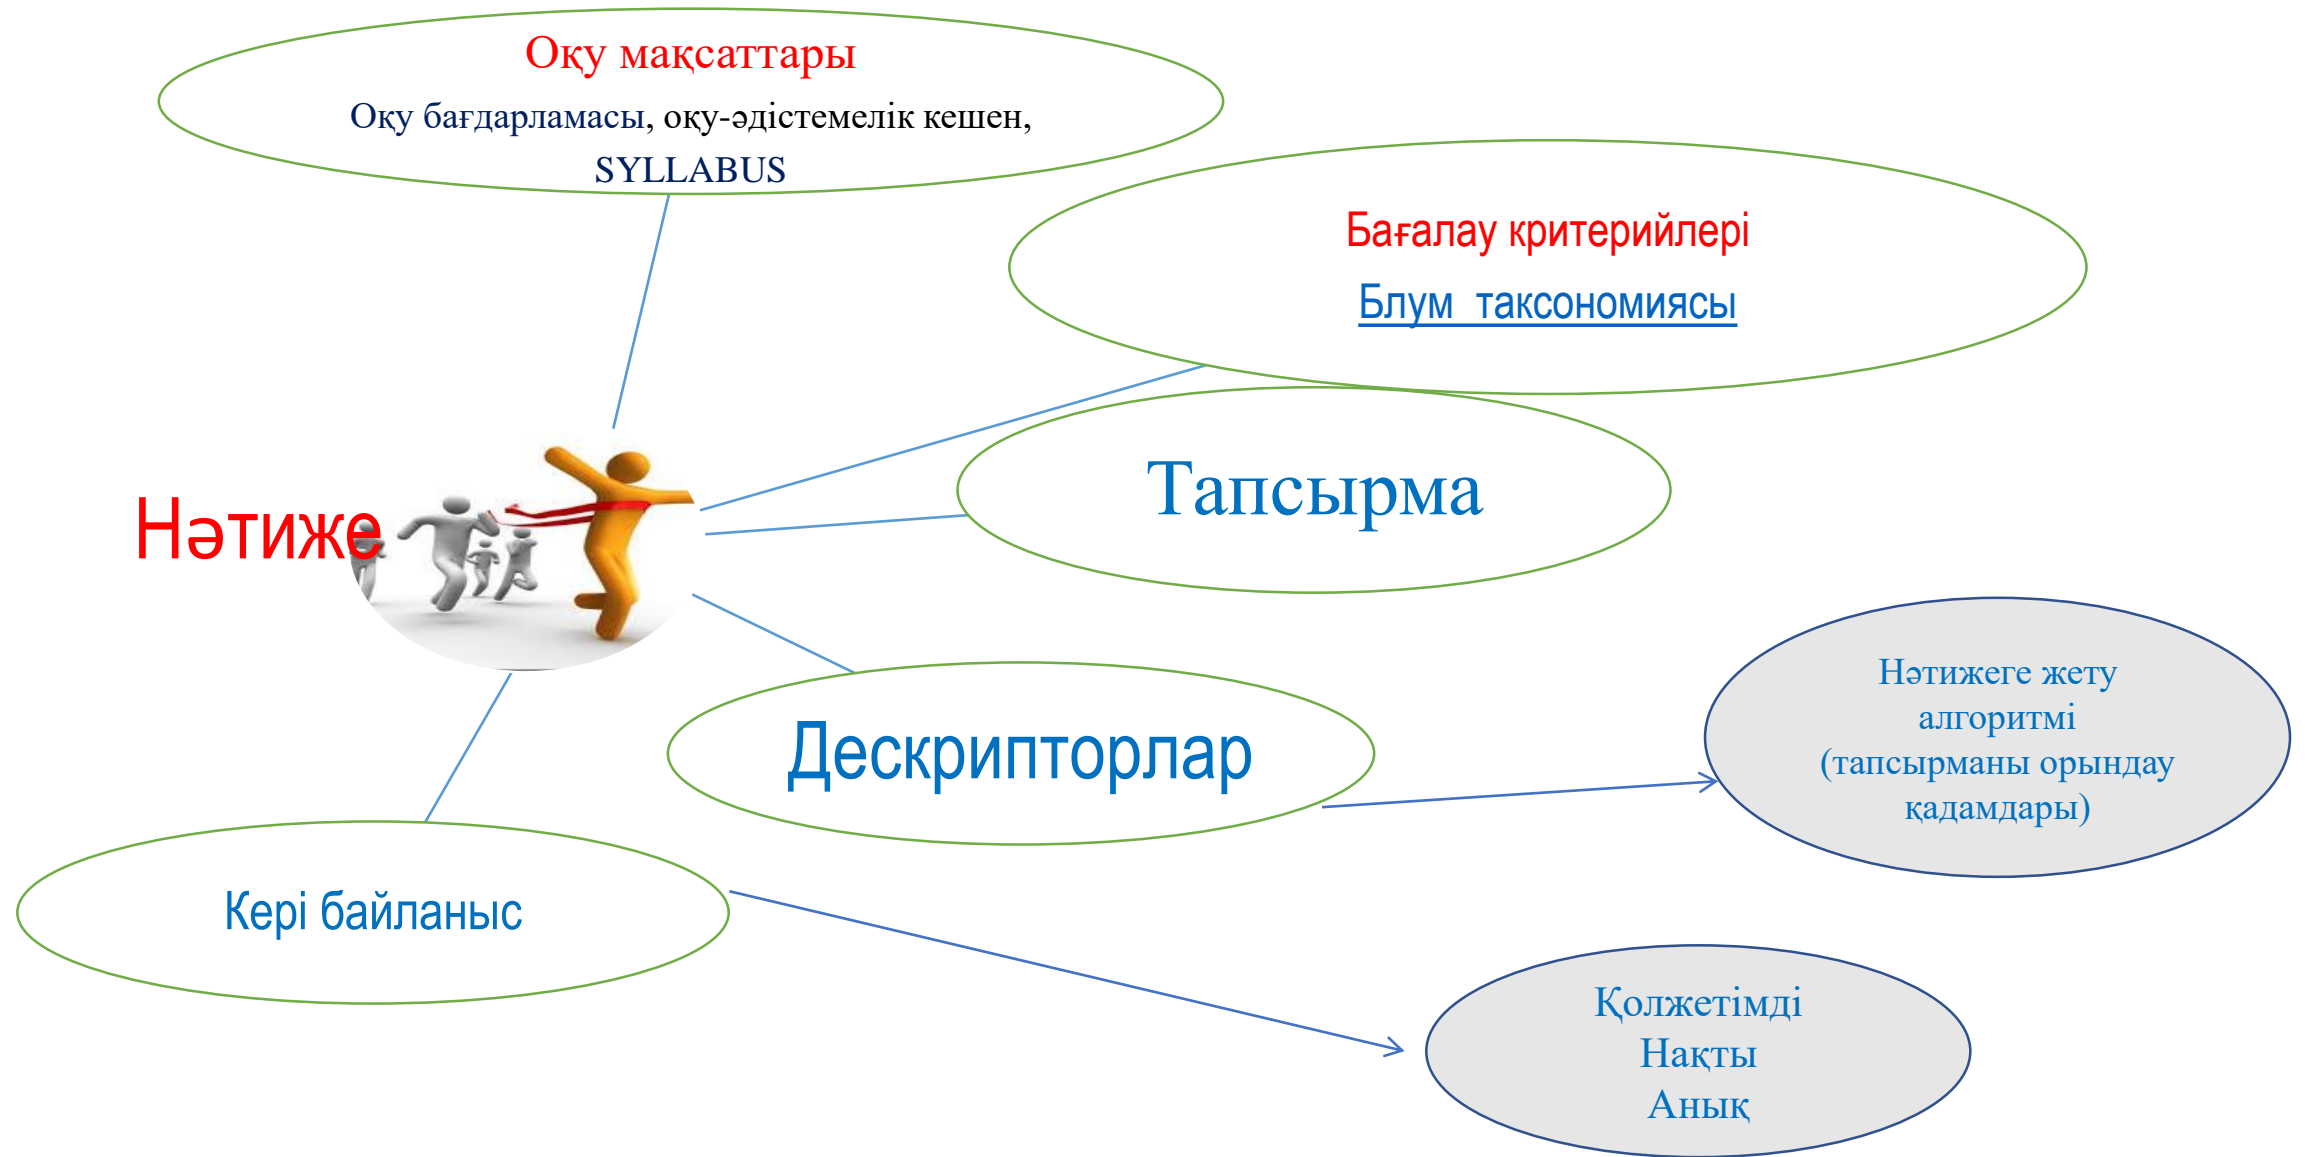 Оқу мақсаттары
Оқу бағдарламасы, оқу-әдістемелік кешен,
SYLLABUS
Бағалау критерийлері
Блум таксономиясы
Тапсырма
Нәтиже
Нәтижеге жету
алгоритмі
(тапсырманы орындау
қадамдары)
Дескрипторлар
Кері байланыс
Қолжетімді
Нақты
Анық